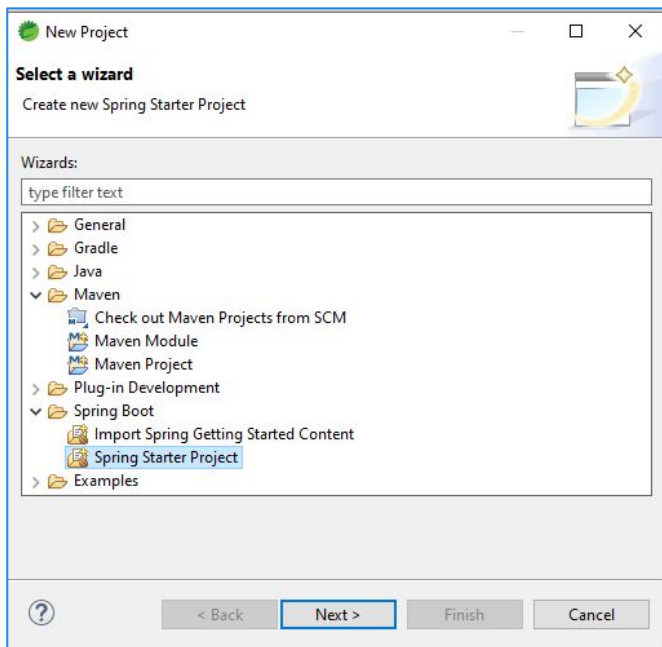 New Project
Select a wizard
Create new Spring Starter Project
Wizards:
type filter text
General
Gradle
Java
Maven
Check out Maven Projects from SCM
Maven Module
Maven Project
Plug-in Development
Spring Boot
Import Spring Getting Started Content
Spring Starter Project
Examples
? < Back Next > Finish Cancel